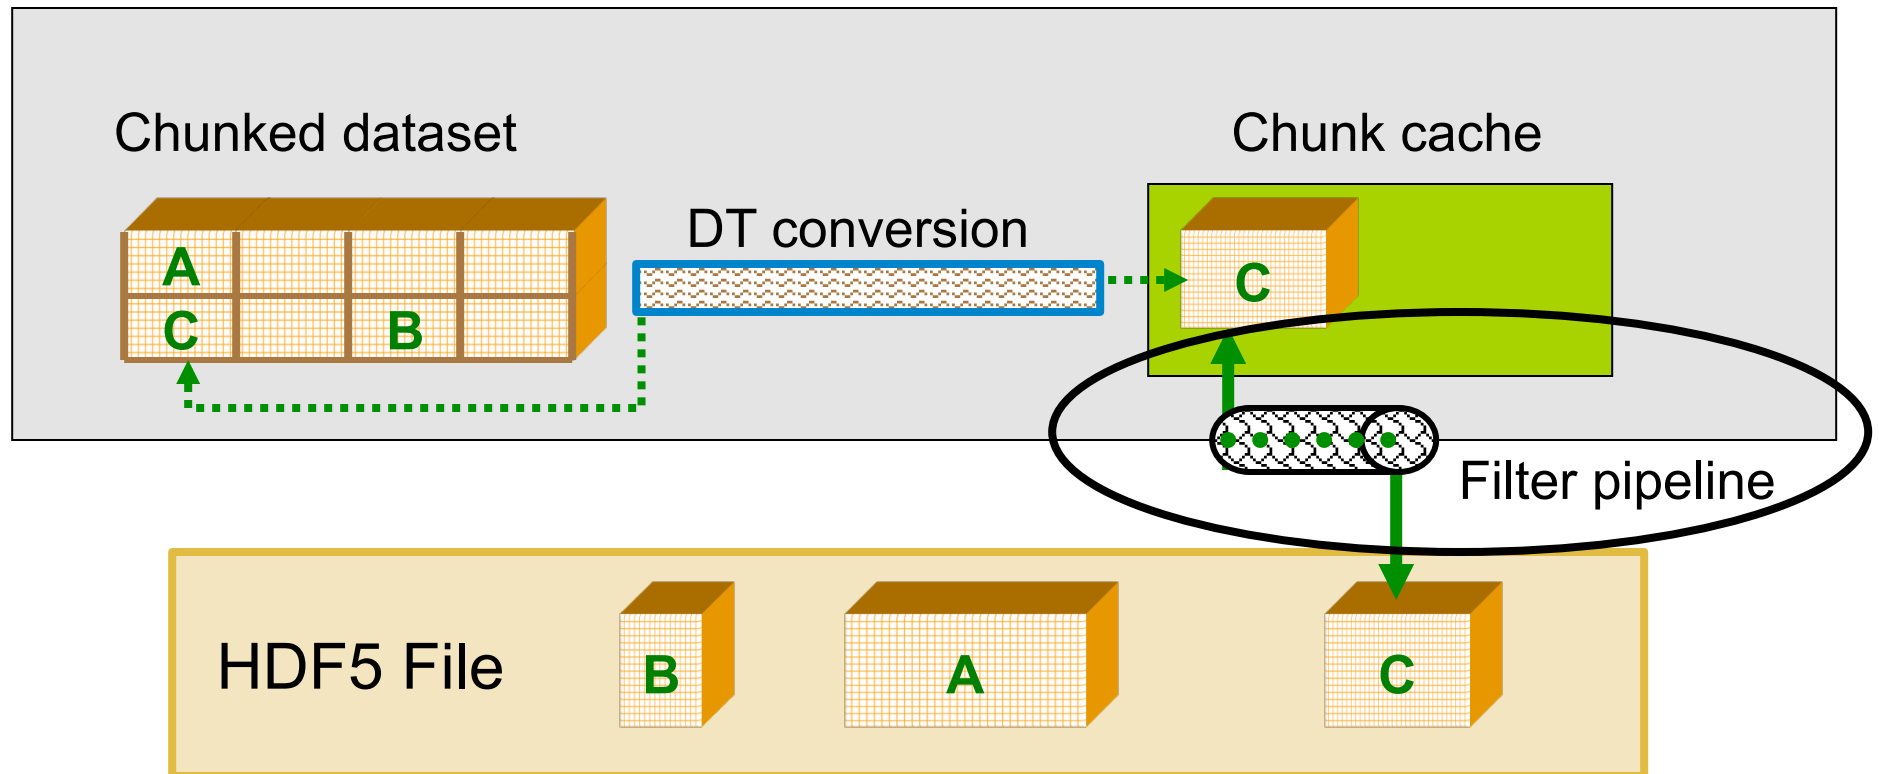 Chunked dataset
Chunk cache
DT conversion
A
C
C
B
Filter pipeline
HDF5 File
B
A
C